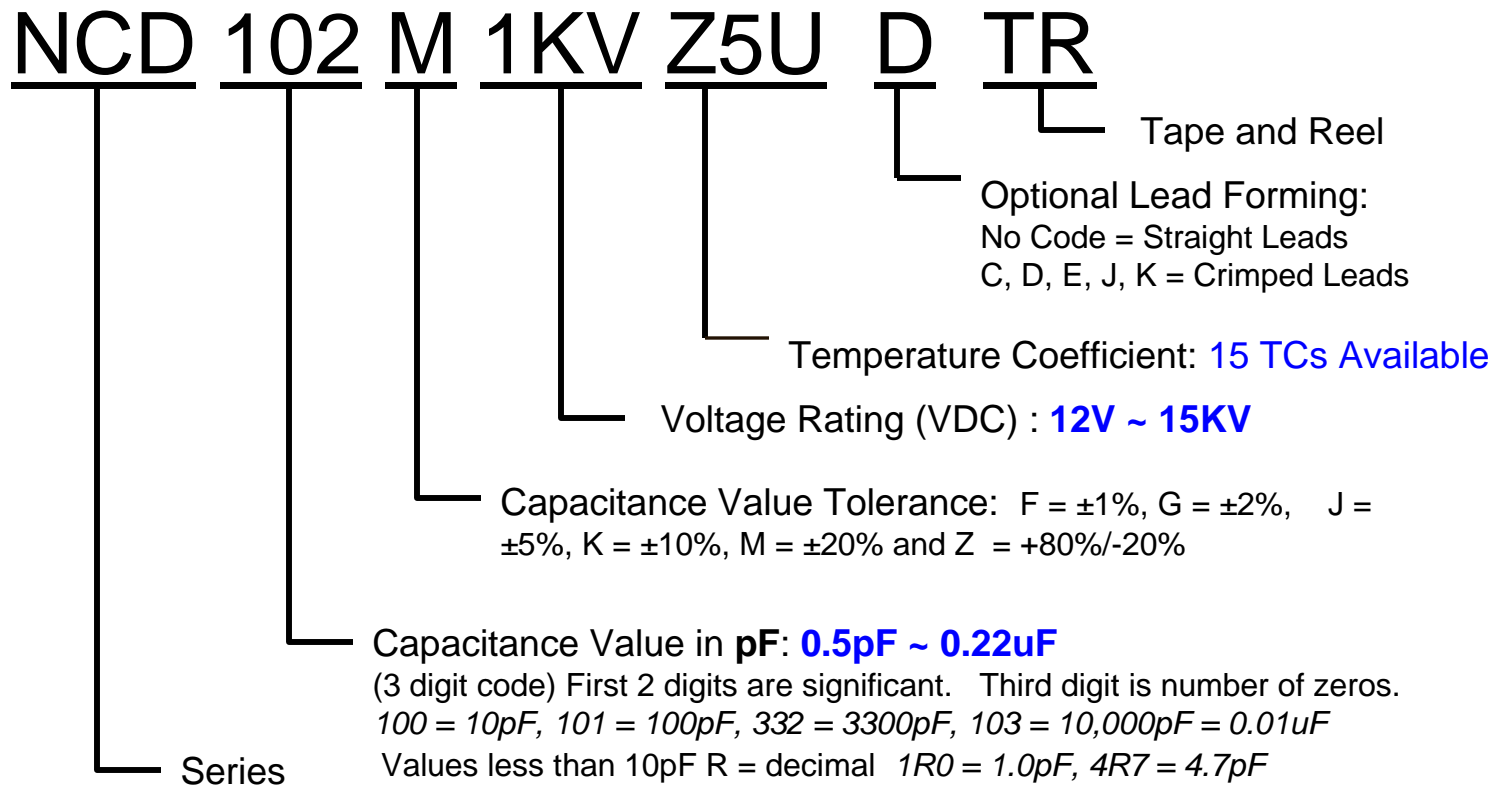 NCD 102 M 1KV Z5U D TR
Tape and Reel
Optional Lead Forming:
No Code = Straight Leads
C, D, E, J, K = Crimped Leads
Temperature Coefficient: 15 TCs Available
Voltage Rating (VDC) : 12V ~ 15KV
Capacitance Value Tolerance: F = ±1%, G = ±2%, J =
±5%, K = ±10%, M = ±20% and Z = +80%/-20%
Capacitance Value in pF: 0.5pF ~ 0.22uF
(3 digit code) First 2 digits are significant. Third digit is number of zeros.
100 = 10pF, 101 = 100pF, 332 = 3300pF, 103 = 10,000pF = 0.01uF
Values less than 10pF R = decimal 1R0 = 1.0pF, 4R7 = 4.7pF
Series